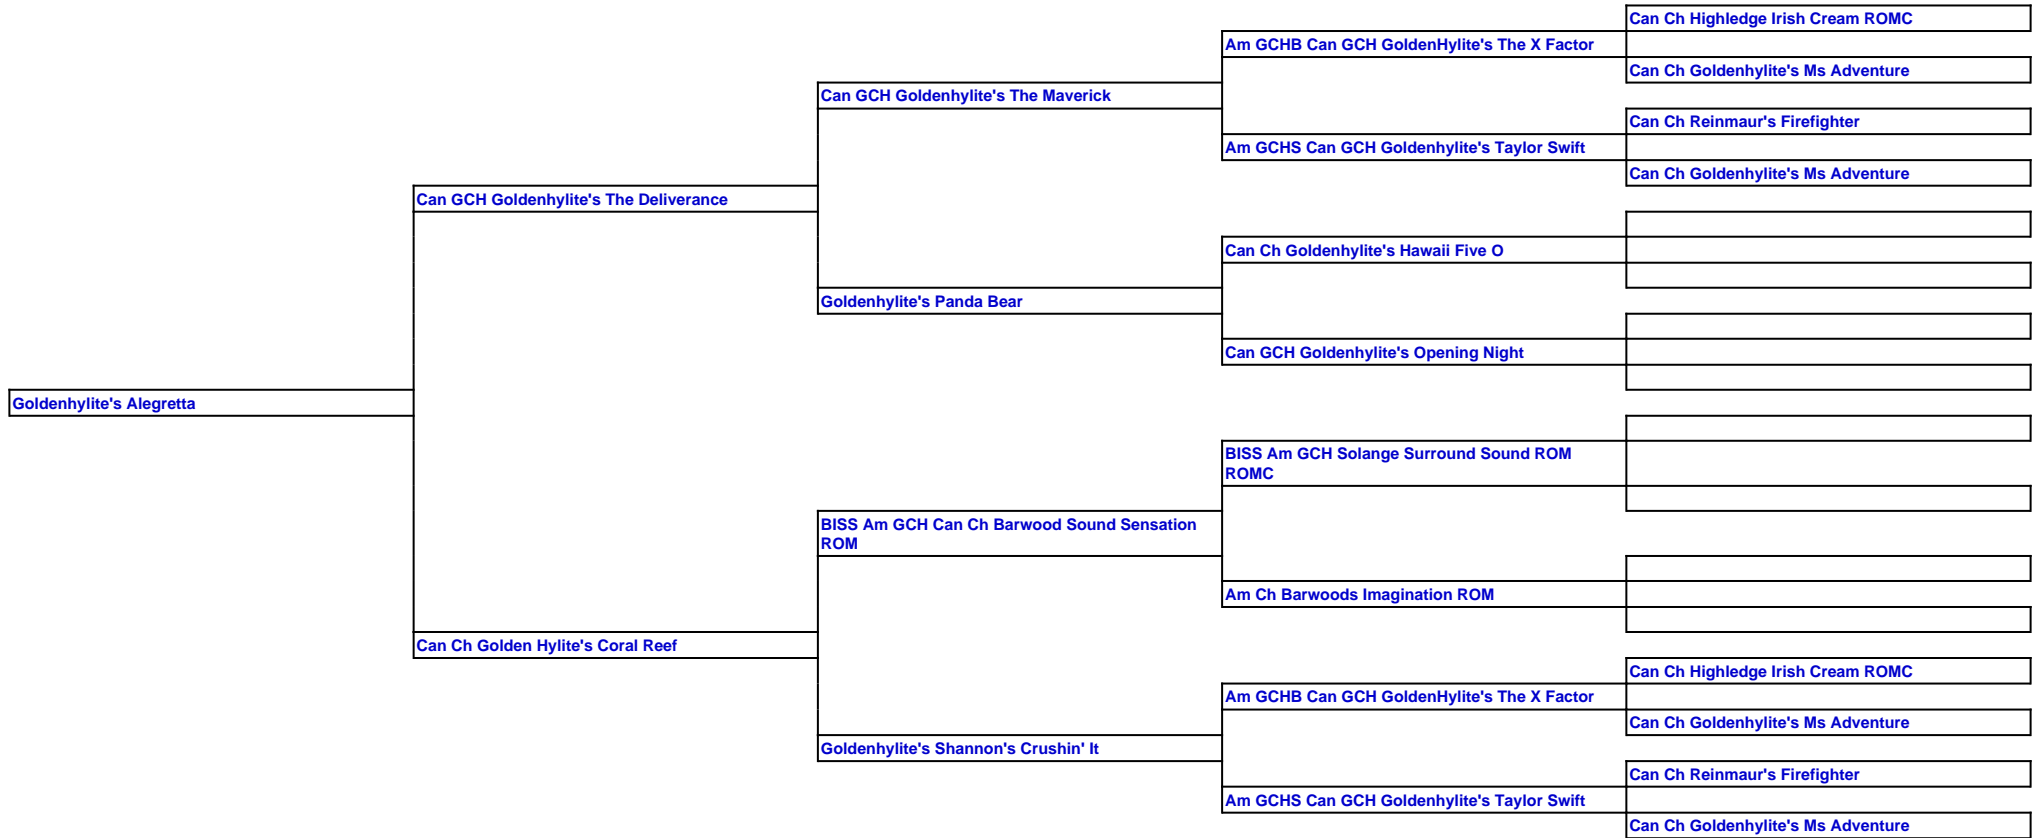 Can Ch Highledge Irish Cream ROMC
Am GCHB Can GCH GoldenHylite's The X Factor
Can Ch Goldenhylite's Ms Adventure
Can GCH Goldenhylite's The Maverick
Can Ch Reinmaur's Firefighter
Am GCHS Can GCH Goldenhylite's Taylor Swift
Can Ch Goldenhylite's Ms Adventure
Can GCH Goldenhylite's The Deliverance
Can Ch Goldenhylite's Hawaii Five O
Goldenhylite's Panda Bear
Can GCH Goldenhylite's Opening Night
Goldenhylite's Alegretta
BISS Am GCH Solange Surround Sound ROM
ROMC
BISS Am GCH Can Ch Barwood Sound Sensation
ROM
Am Ch Barwoods Imagination ROM
Can Ch Golden Hylite's Coral Reef
Can Ch Highledge Irish Cream ROMC
Am GCHB Can GCH GoldenHylite's The X Factor
Can Ch Goldenhylite's Ms Adventure
Goldenhylite's Shannon's Crushin' It
Can Ch Reinmaur's Firefighter
Am GCHS Can GCH Goldenhylite's Taylor Swift
Can Ch Goldenhylite's Ms Adventure